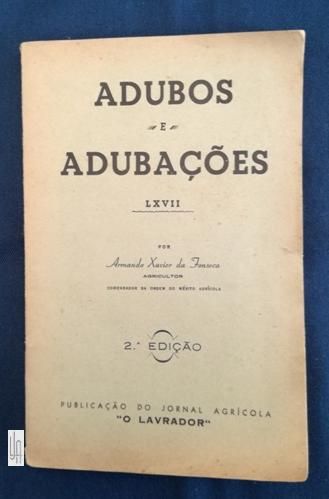 ADUBOS
E
ADUBAÇÕES
LXVII
POR
Armando Xavier da Fonseca
AGRICULTOR
COMENDADOR DA ORDEM DO MÉRITO AGRÍCOLA
2.ª EDIÇÃO
PUBLICAÇÃO DO JORNAL AGRÍCOLA
"O LAVRADOR"